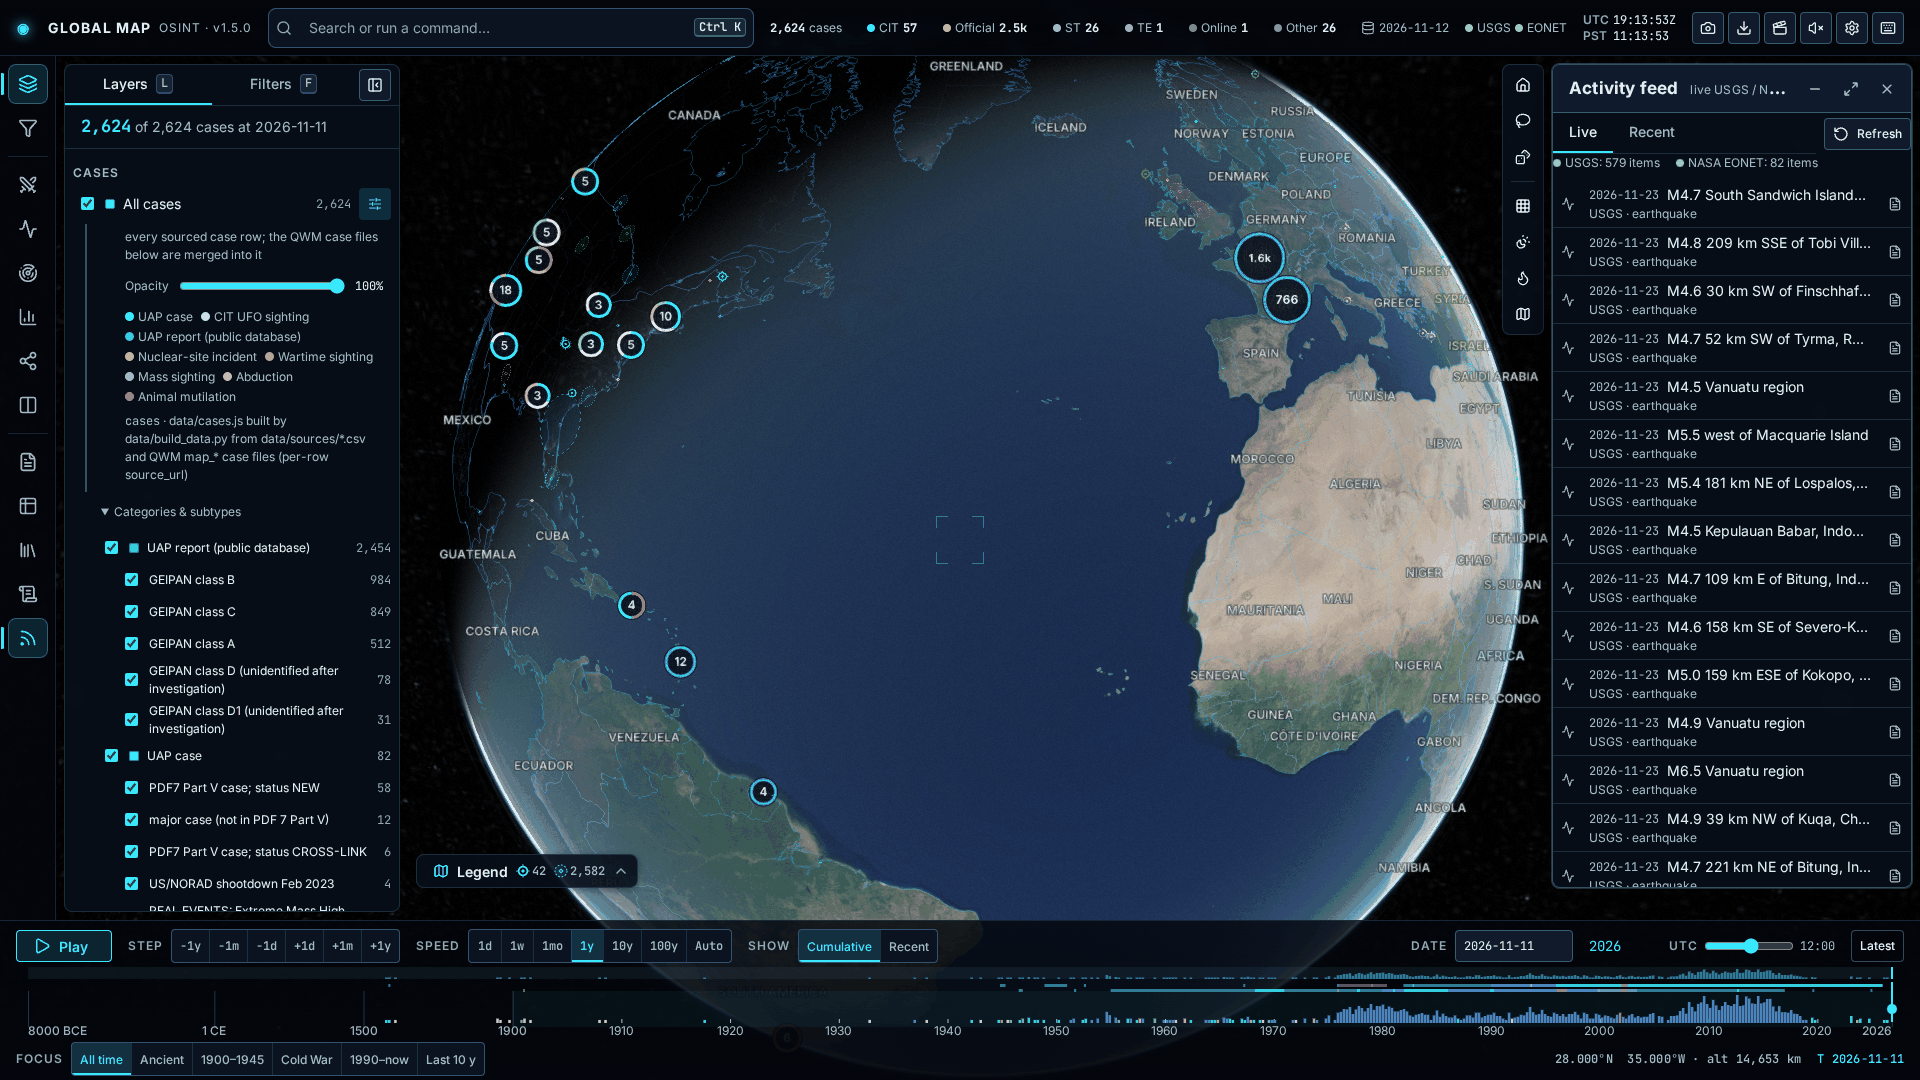 GLOBAL MAP OSINT · v1.5.0
Search or run a command...
Ctrl K
2,624 cases
CIT 57
Official 2.5k
ST 26
TE 1
Online 1
Other 26
2026-11-12
USGS
EONET
UTC 19:13:53Z
PST 11:13:53
Layers L
Filters F
2,624 of 2,624 cases at 2026-11-11
CASES
All cases 2,624
every sourced case row; the QWM case files
below are merged into it
Opacity 100%
UAP case
CIT UFO sighting
UAP report (public database)
Nuclear-site incident
Wartime sighting
Mass sighting
Abduction
Animal mutilation
cases · data/cases.js built by
data/build_data.py from data/sources/*.csv
and QWM map_* case files (per-row
source_url)
▼ Categories & subtypes
UAP report (public database) 2,454
GEIPAN class B 984
GEIPAN class C 849
GEIPAN class A 512
GEIPAN class D (unidentified after
investigation) 78
GEIPAN class D1 (unidentified after
investigation) 31
UAP case 82
PDF7 Part V case; status NEW 58
major case (not in PDF 7 Part V) 12
PDF7 Part V case; status CROSS-LINK 6
US/NORAD shootdown Feb 2023 4
REAL EVENTS: Extreme Mass High
GREENLAND
CANADA
ICELAND
SWEDEN
RUSSIA
NORWAY
ESTONIA
EUROPE
DENMARK
POLAND
IRELAND
GERMANY
ROMANIA
TURKEY
GREECE
SYRIA
SPAIN
ISRAEL
SAUDI ARABIA
TUNISIA
EGYPT
LIBYA
MOROCCO
ALGERIA
SUDAN
ETHIOPIA
CHAD
NIGER
S. SUDAN
MALI
MAURITANIA
UGANDA
AFRICA
NIGERIA
SENEGAL
DEM. REP. CONGO
GUINEA
GHANA
CÔTE D'IVOIRE
GABON
ANGOLA
NAMIBIA
MEXICO
CUBA
GUATEMALA
COSTA RICA
VENEZUELA
ECUADOR
5
5
5
18
3
10
5
3
5
3
4
12
4
1.6k
766
Legend 42 2,582
Activity feed live USGS / N...
Live
Recent
Refresh
USGS: 579 items
NASA EONET: 82 items
2026-11-23 M4.7 South Sandwich Island...
USGS · earthquake
2026-11-23 M4.8 209 km SSE of Tobi Vill...
USGS · earthquake
2026-11-23 M4.6 30 km SW of Finschhaf...
USGS · earthquake
2026-11-23 M4.7 52 km SW of Tyrma, R...
USGS · earthquake
2026-11-23 M4.5 Vanuatu region
USGS · earthquake
2026-11-23 M5.5 west of Macquarie Island
USGS · earthquake
2026-11-23 M5.4 181 km NE of Lospalos,...
USGS · earthquake
2026-11-23 M4.5 Kepulauan Babar, Indo...
USGS · earthquake
2026-11-23 M4.7 109 km E of Bitung, Ind...
USGS · earthquake
2026-11-23 M4.6 158 km SE of Severo-K...
USGS · earthquake
2026-11-23 M5.0 159 km ESE of Kokopo, ...
USGS · earthquake
2026-11-23 M4.9 Vanuatu region
USGS · earthquake
2026-11-23 M6.5 Vanuatu region
USGS · earthquake
2026-11-23 M4.9 39 km NW of Kuqa, Ch...
USGS · earthquake
2026-11-23 M4.7 221 km NE of Bitung, In...
USGS · earthquake
Play
STEP -1y -1m -1d +1d +1m +1y
SPEED 1d 1w 1mo 1y 10y 100y Auto
SHOW Cumulative Recent
DATE 2026-11-11 2026
UTC 12:00
Latest
8000 BCE 1 CE 1500 1900 1910 1920 1930 1940 1950 1960 1970 1980 1990 2000 2010 2020 2026
FOCUS All time Ancient 1900–1945 Cold War 1990–now Last 10 y
28.000°N 35.000°W · alt 14,653 km T 2026-11-11